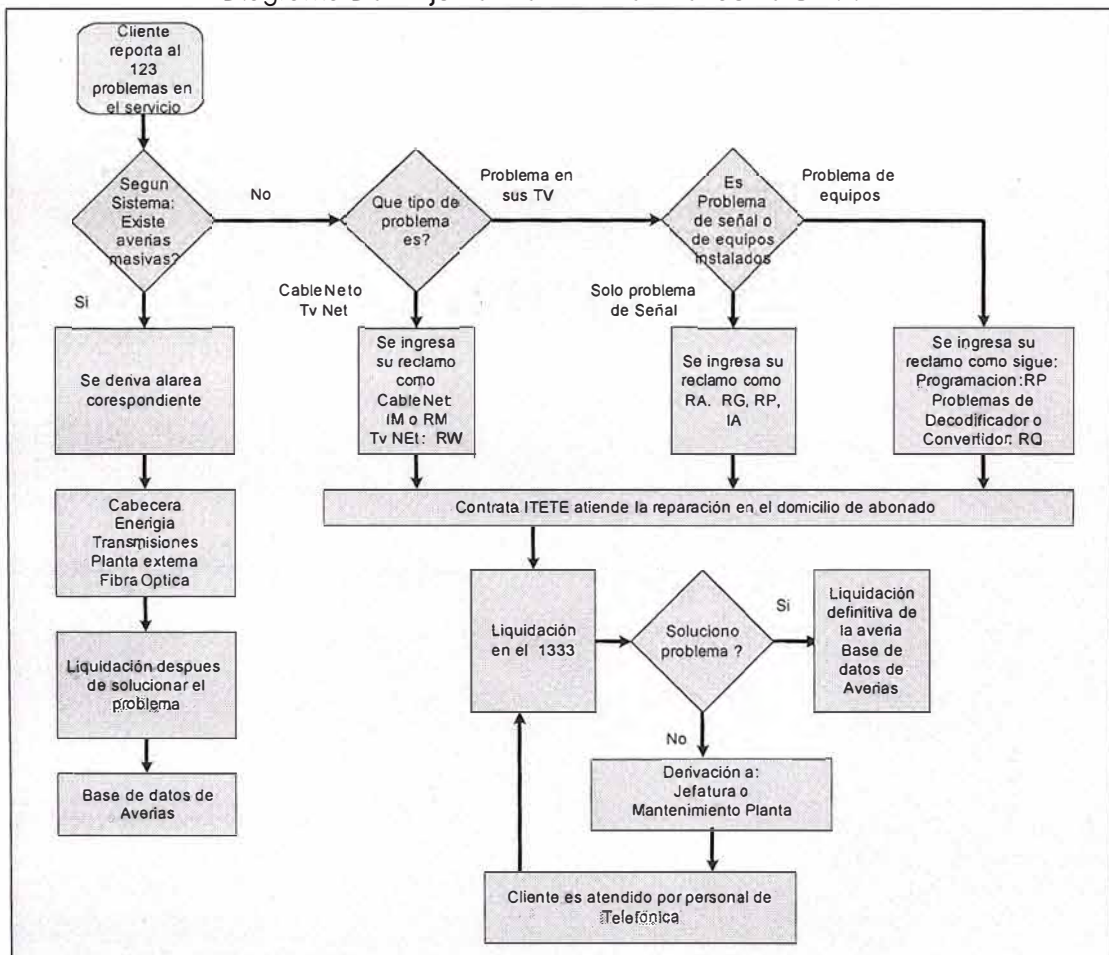 Cliente
reporta al
123
problemas en
el servicio
Segun
Sistema:
Existe
averias
masivas?
No
Que tipo de
problema
es?
Problema en
sus TV
Es
Problema
de señal o
de equipos
instalados
Problema de
equipos
Si
CableNeto
Tv Net
Solo problema
de Señal
Se deriva alarea
corespondiente
Se ingresa
su reclamo
como
CableNet:
IM o RM
Tv NEt: RW
Se ingresa su
reclamo como
RA. RG, RP,
IA
Se ingresa su
reclamo como sigue:
Programacion:RP
Problemas de
Decodificador o
Convertidor: RQ
Cabecera
Enerigia
Transmisiones
Planta externa
Fibra Optica
Contrata ITETE atiende la reparación en el domicilio de abonado
Liquidación despues
de solucionar el
problema
Liquidación
en el 1333
Soluciono
problema ?
Si
Liquidación
definitiva de
la averia
Base de
datos de
Averias
No
Base de datos de
Averias
Derivación a:
Jefatura o
Mantenimiento Planta
Cliente es atendido por personal de
Telefónica